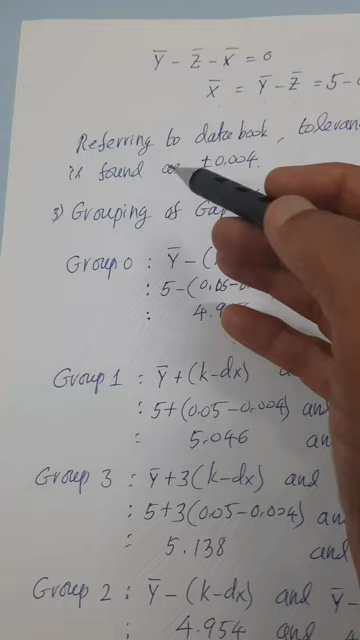 Ȳ - Z̄ - X̄ = 0
X̄ = Ȳ - Z̄ = 5 -
Referring to data book,
is found as ±0.004.
3) Grouping of
Group 0 : Ȳ - (
: 5 - (0.05 -
: 4.9
Group 1 : Ȳ + (k - dx)
: 5 + (0.05 - 0.004) and
= 5.046 an
Group 3 : Ȳ + 3(k - dx) and
: 5 + 3(0.05 - 0.004) an
: 5.138 and
Group 2 : Ȳ - (k - dx) and Ȳ -
4.954 and